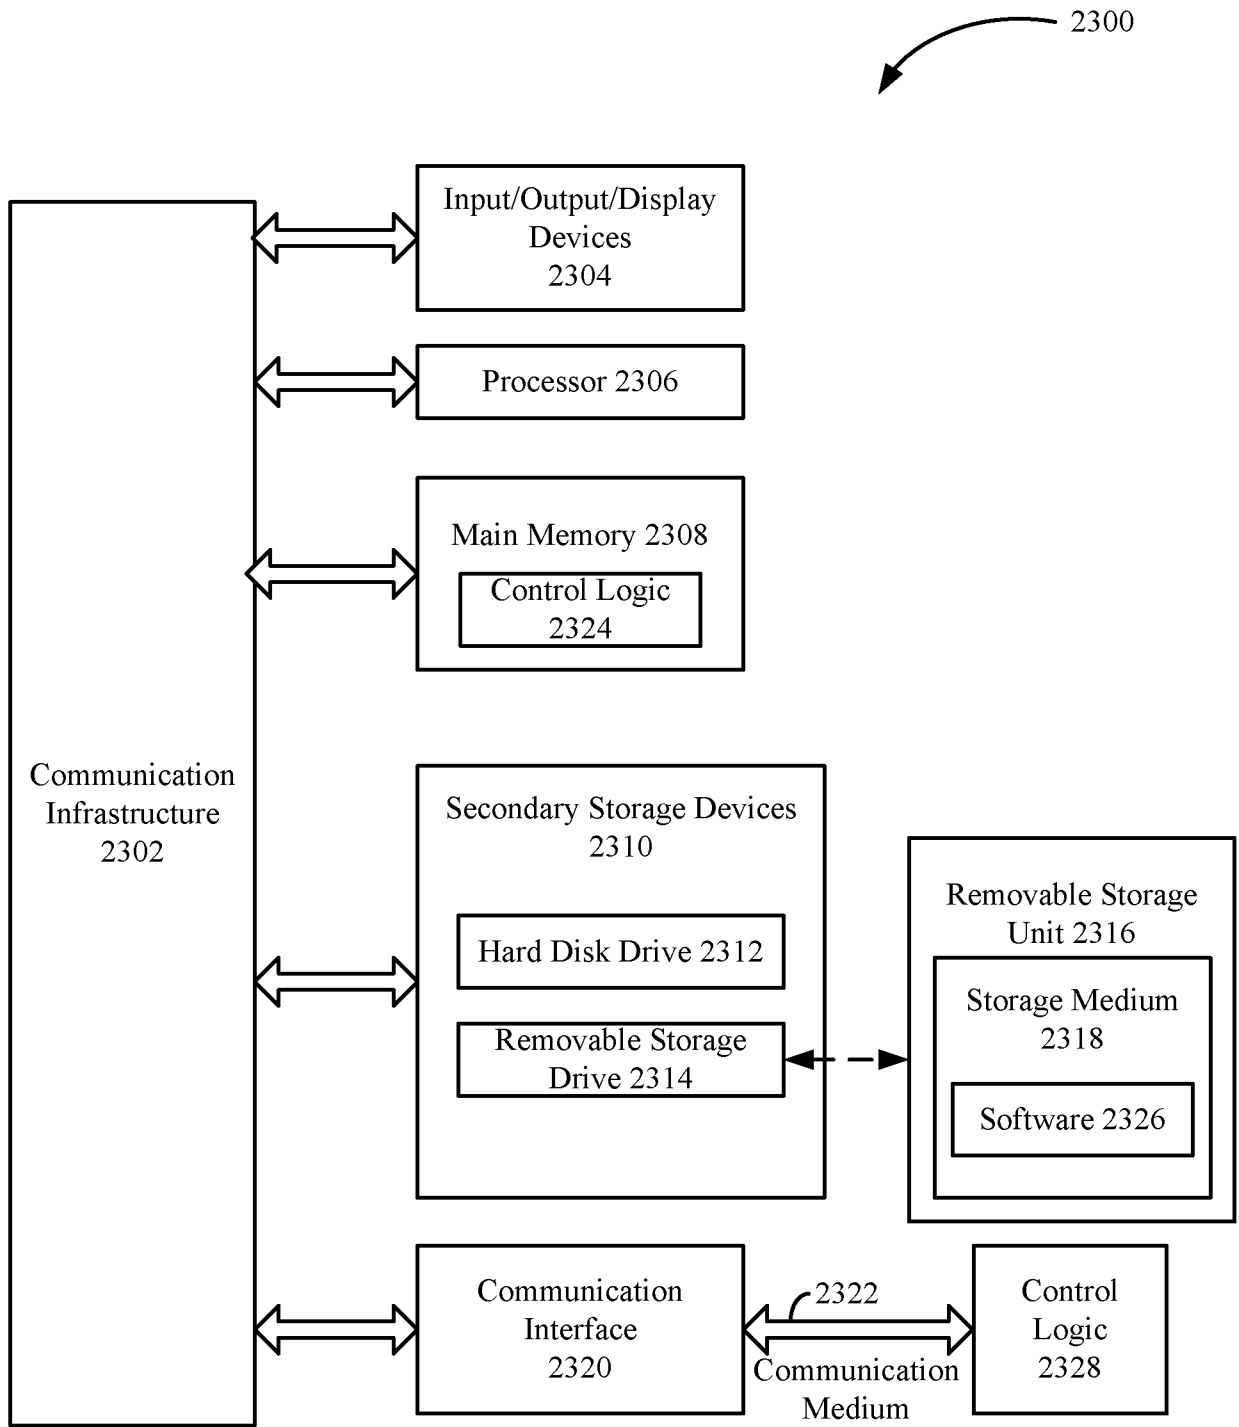 2300
Input/Output/Display
Devices
2304
Processor 2306
Main Memory 2308
Control Logic
2324
Communication
Infrastructure
2302
Secondary Storage Devices
2310
Hard Disk Drive 2312
Removable Storage
Drive 2314
Removable Storage
Unit 2316
Storage Medium
2318
Software 2326
Communication
Interface
2320
2322
Communication
Medium
Control
Logic
2328